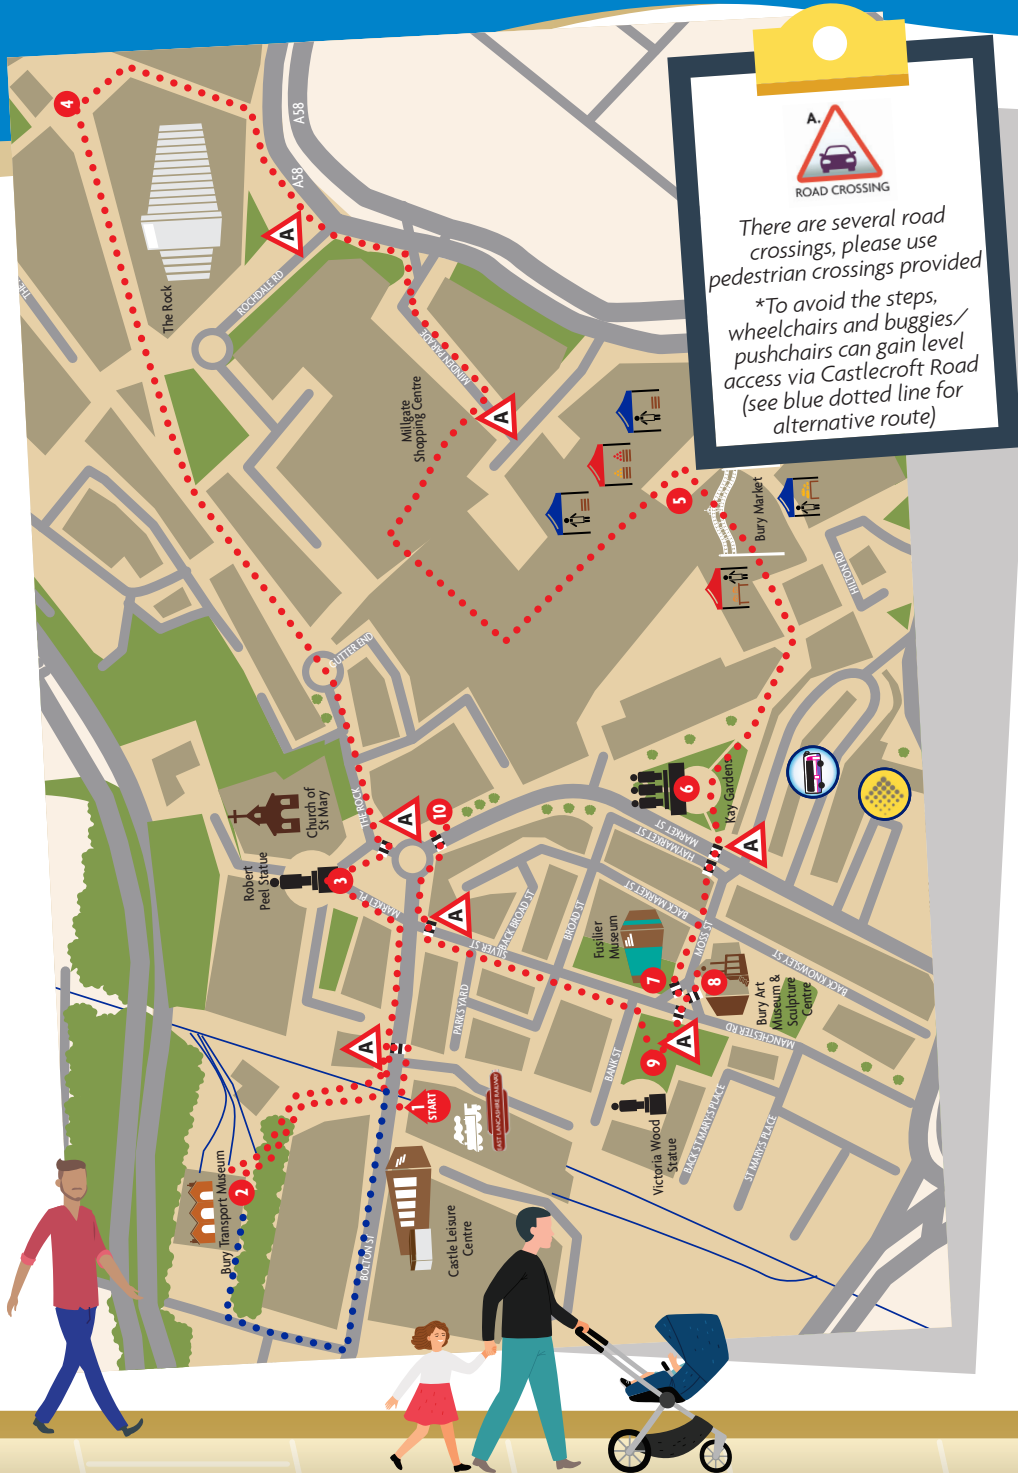 A.
ROAD CROSSING
There are several road
crossings, please use
pedestrian crossings provided
*To avoid the steps,
wheelchairs and buggies/
pushchairs can gain level
access via Castlecroft Road
(see blue dotted line for
alternative route)
4
A58
A58
A
The Rock
ROCHDALE RD
MINDEN PARADE
Millgate
Shopping Centre
A
5
Bury Market
HILTON RD
GUTTER END
THE ROCK
Church of
St Mary
Robert
Peel Statue
3
MARKET PL
A
10
A
SILVER ST
BACK BROAD ST
BROAD ST
PARKS YARD
6
Kay Gardens
MARKET ST
HAYMARKET ST
BACK MARKET ST
A
MOSS ST
Fusilier
Museum
7
8
Bury Art
Museum &
Sculpture
Centre
BACK KNOWSLEY ST
MANCHESTER RD
A
9
BANK ST
Victoria Wood
Statue
BACK ST MARY'S PLACE
ST MARY'S PLACE
A
1
START
EAST LANCASHIRE RAILWAY
2
Bury Transport Museum
BOLTON ST
Castle Leisure
Centre